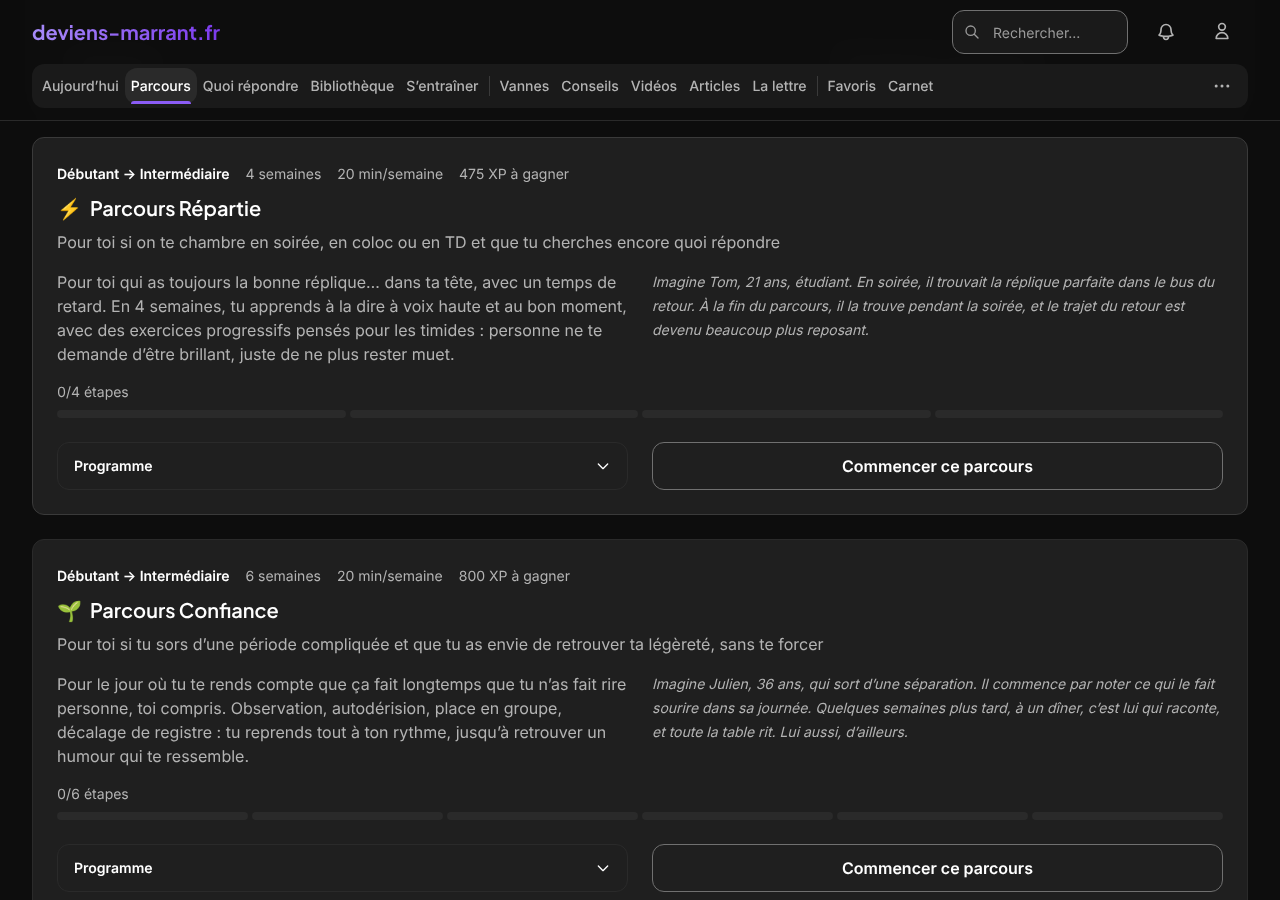 deviens-marrant.fr
Rechercher...
Aujourd’hui Parcours Quoi répondre Bibliothèque S’entraîner Vannes Conseils Vidéos Articles La lettre Favoris Carnet
Débutant → Intermédiaire 4 semaines 20 min/semaine 475 XP à gagner
⚡ Parcours Répartie
Pour toi si on te chambre en soirée, en coloc ou en TD et que tu cherches encore quoi répondre
Pour toi qui as toujours la bonne réplique… dans ta tête, avec un temps de
retard. En 4 semaines, tu apprends à la dire à voix haute et au bon moment,
avec des exercices progressifs pensés pour les timides : personne ne te
demande d’être brillant, juste de ne plus rester muet.
Imagine Tom, 21 ans, étudiant. En soirée, il trouvait la réplique parfaite dans le bus du
retour. À la fin du parcours, il la trouve pendant la soirée, et le trajet du retour est
devenu beaucoup plus reposant.
0/4 étapes
Programme
Commencer ce parcours
Débutant → Intermédiaire 6 semaines 20 min/semaine 800 XP à gagner
🌱 Parcours Confiance
Pour toi si tu sors d’une période compliquée et que tu as envie de retrouver ta légèreté, sans te forcer
Pour le jour où tu te rends compte que ça fait longtemps que tu n’as fait rire
personne, toi compris. Observation, autodérision, place en groupe,
décalage de registre : tu reprends tout à ton rythme, jusqu’à retrouver un
humour qui te ressemble.
Imagine Julien, 36 ans, qui sort d’une séparation. Il commence par noter ce qui le fait
sourire dans sa journée. Quelques semaines plus tard, à un dîner, c’est lui qui raconte,
et toute la table rit. Lui aussi, d’ailleurs.
0/6 étapes
Programme
Commencer ce parcours